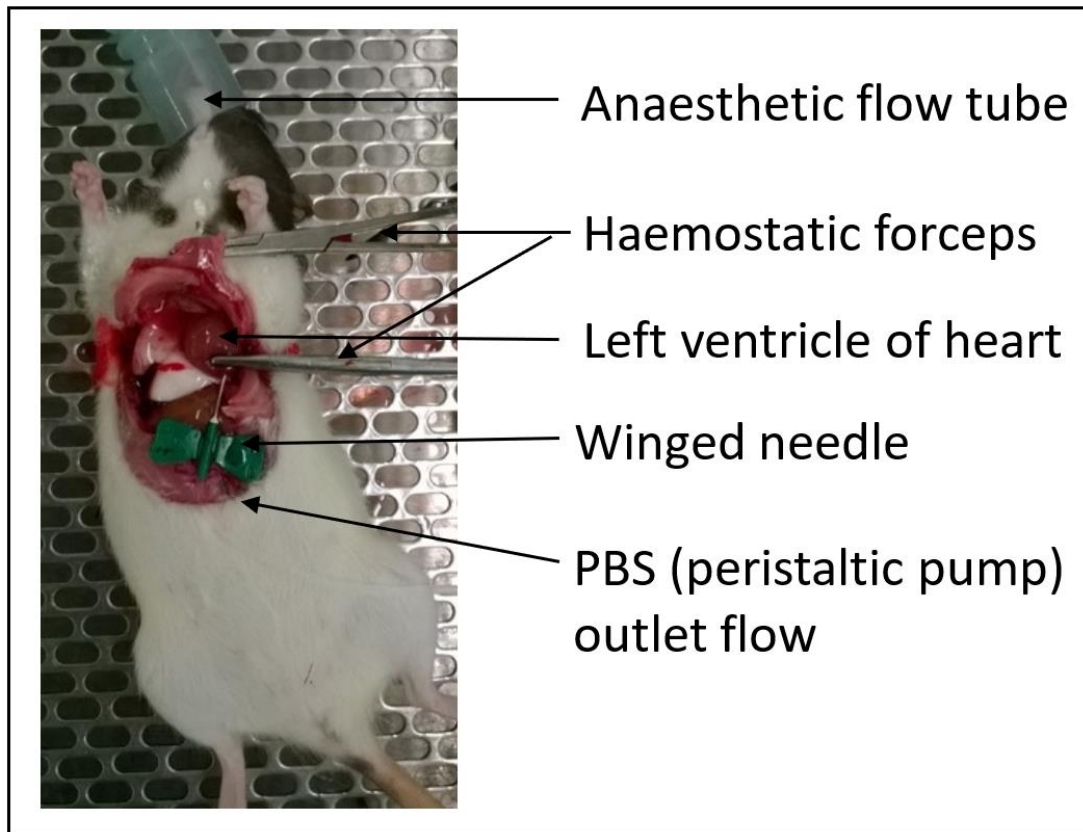 Anaesthetic flow tube
Haemostatic forceps
Left ventricle of heart
Winged needle
PBS (peristaltic pump)
outlet flow